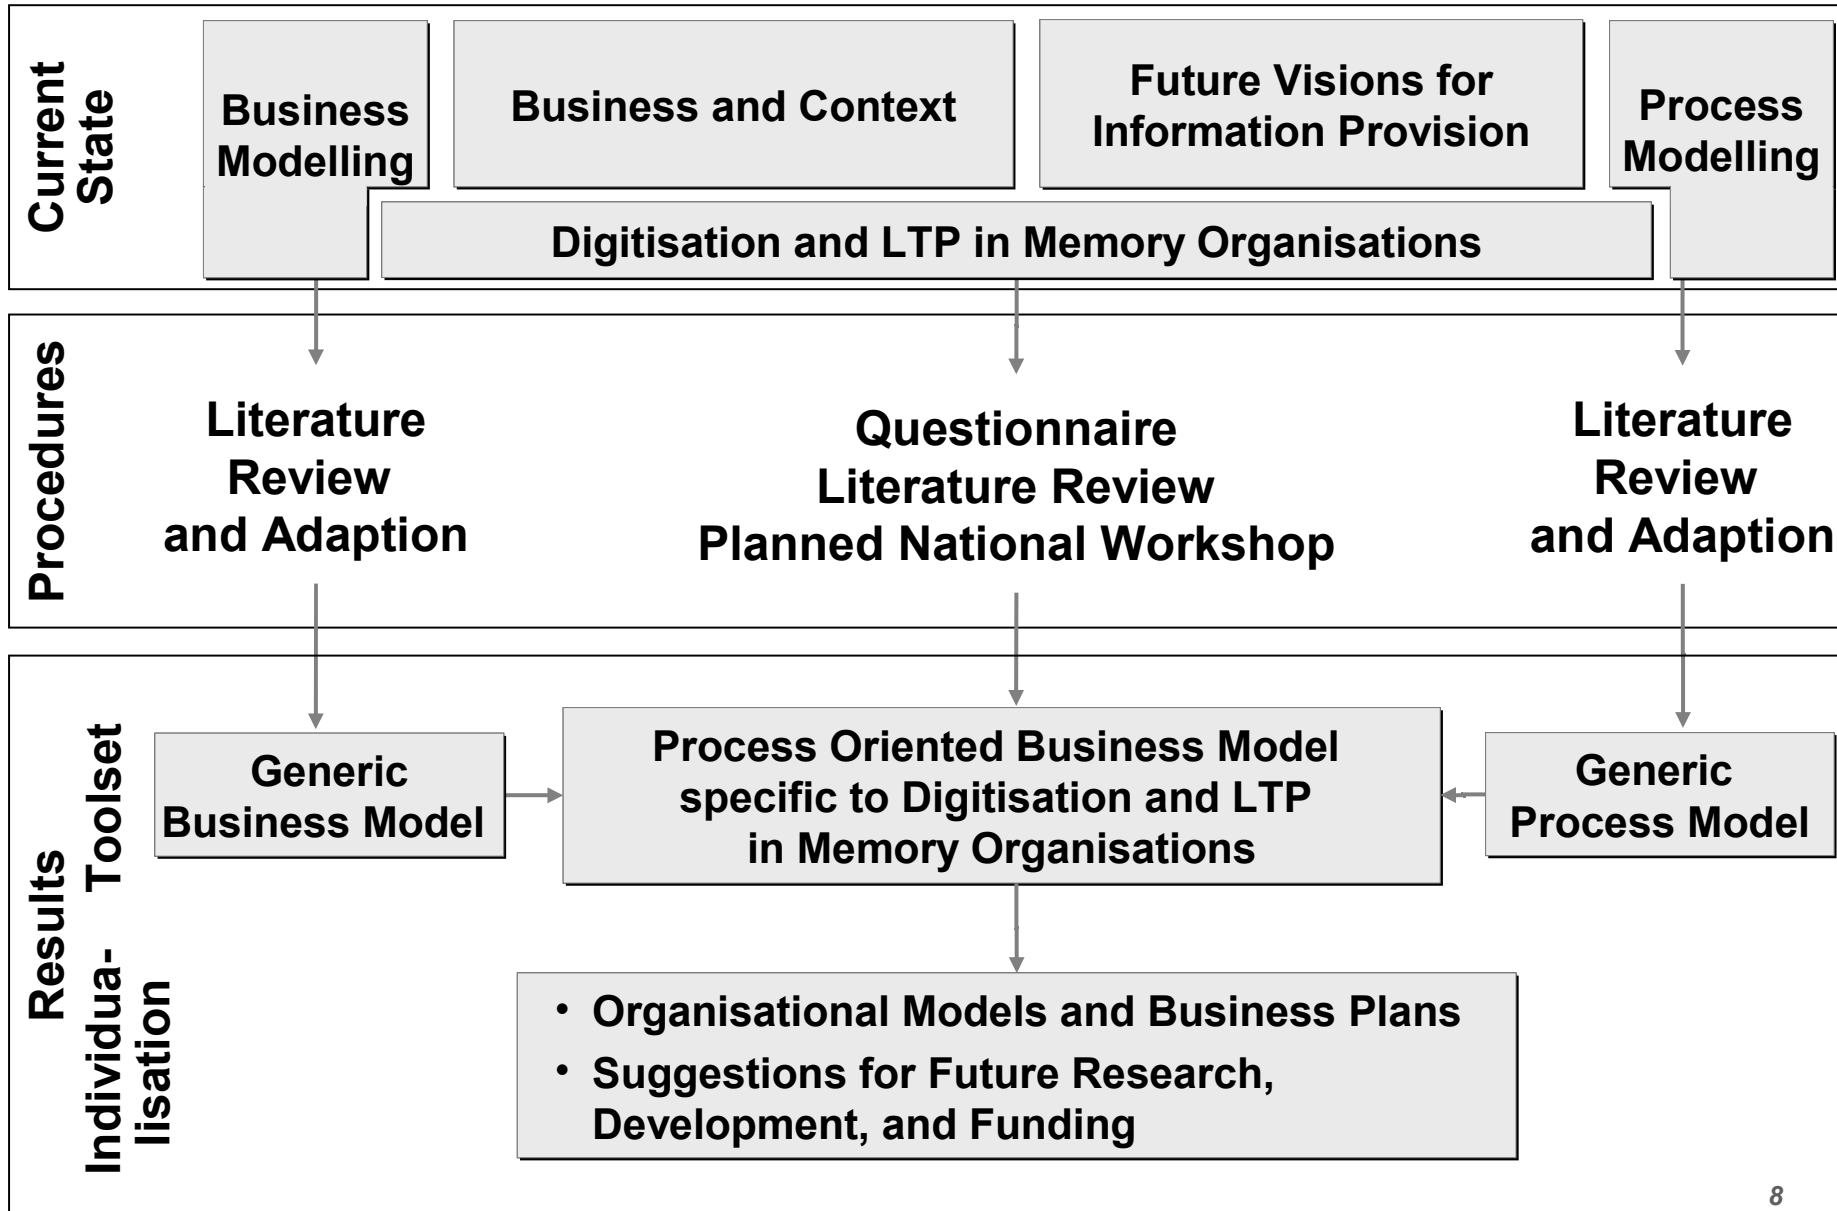 Current
State
Business
Modelling
Business and Context
Future Visions for
Information Provision
Process
Modelling
Digitisation and LTP in Memory Organisations
Procedures
Literature
Review
and Adaption
Questionnaire
Literature Review
Planned National Workshop
Literature
Review
and Adaption
Results
Toolset
Individua-
lisation
Generic
Business Model
Process Oriented Business Model
specific to Digitisation and LTP
in Memory Organisations
Generic
Process Model
• Organisational Models and Business Plans
• Suggestions for Future Research,
Development, and Funding
8